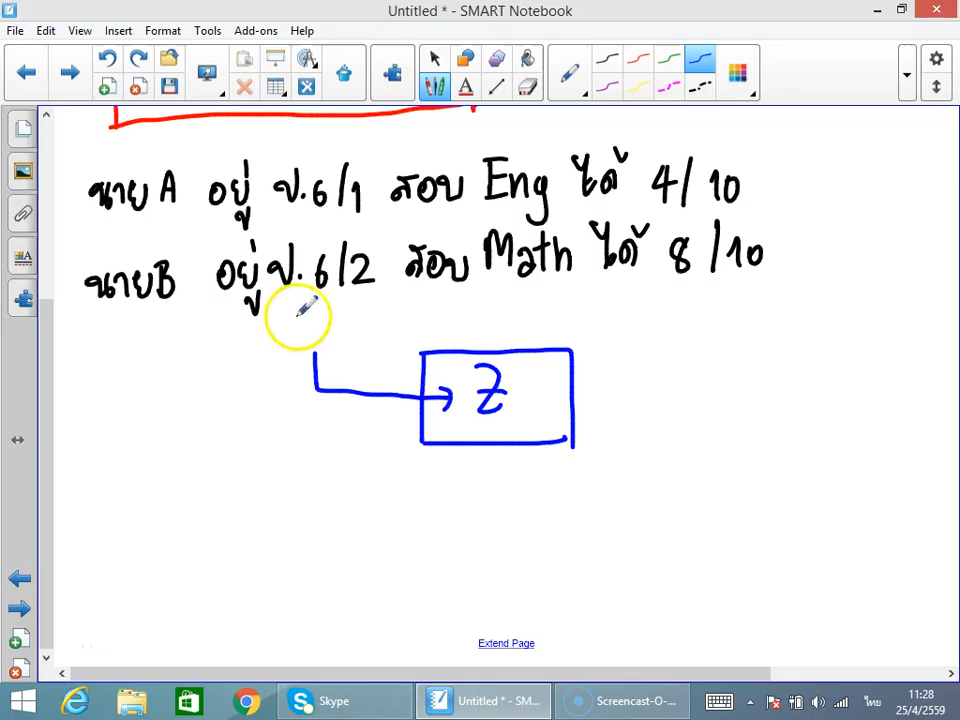 Untitled * - SMART Notebook
File Edit View Insert Format Tools Add-ons Help
นาย A อยู่ ป.6/1 สอบ Eng ได้ 4/10
นาย B อยู่ ป.6/2 สอบ Math ได้ 8/10
Z
Extend Page
Skype
Untitled * - SM...
Screencast-O-...
ไทย
11:28
25/4/2559